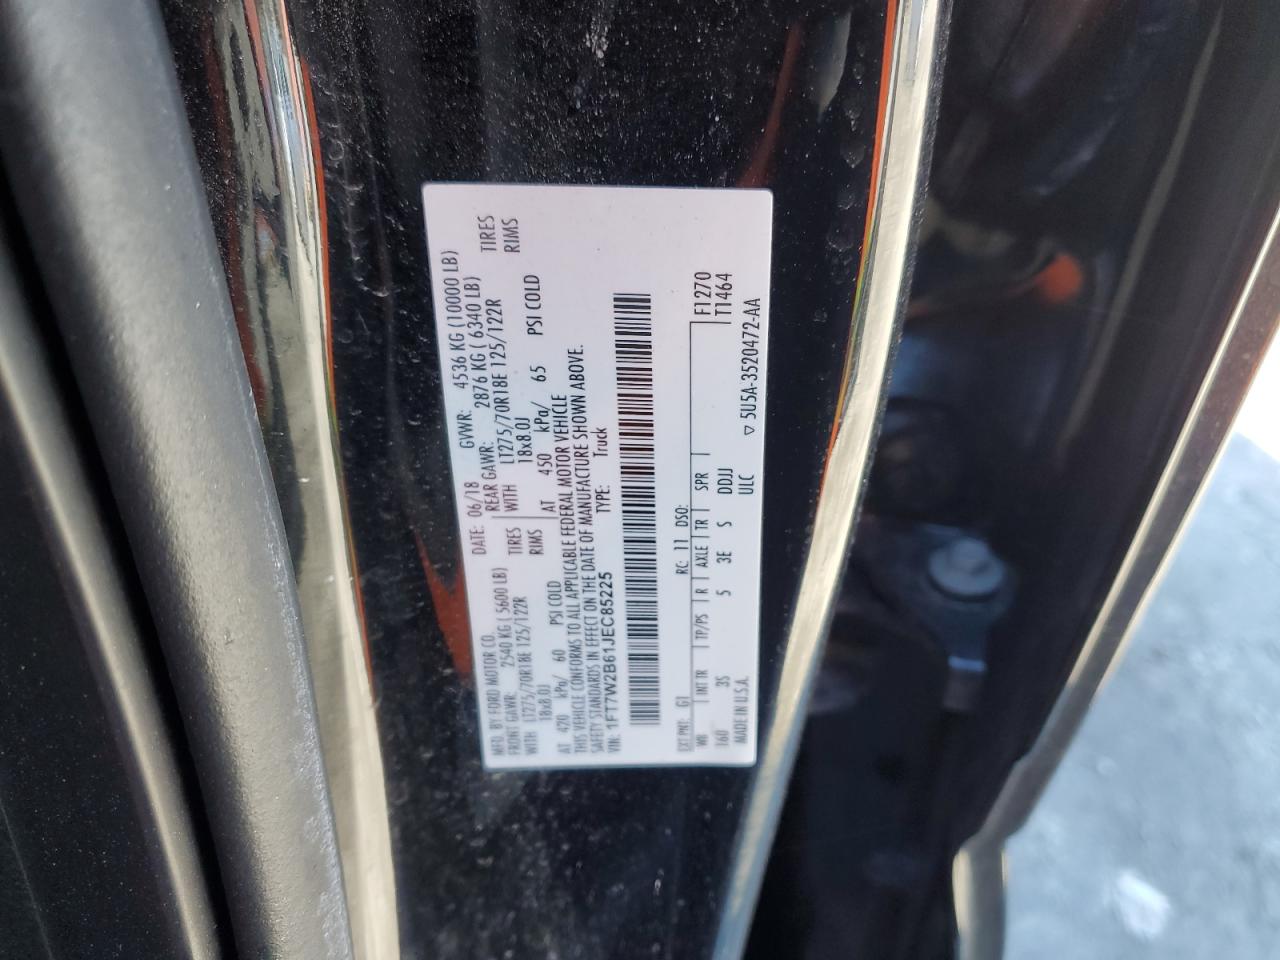 MFD. BY FORD MOTOR CO.
DATE: 06/18 GVWR: 4536 KG (10000 LB)
FRONT GAWR: 2540 KG (5600 LB) REAR GAWR: 2876 KG (6340 LB)
WITH LT275/70R18E 125/122R TIRES WITH LT275/70R18E 125/122R TIRES
18x8.0J RIMS 18x8.0J RIMS
AT 420 kPa/ 60 PSI COLD AT 450 kPa/ 65 PSI COLD
THIS VEHICLE CONFORMS TO ALL APPLICABLE FEDERAL MOTOR VEHICLE
SAFETY STANDARDS IN EFFECT ON THE DATE OF MANUFACTURE SHOWN ABOVE.
VIN: 1FT7W2B61JEC85225 TYPE: Truck
EXT PNT: G1 RC: 11 DSO: F1270
WB INT TR TP/PS R AXLE TR SPR T1464
160 3S 5 3E S DDJJ
MADE IN U.S.A. ULC ▽ 5U5A-3520472-AA